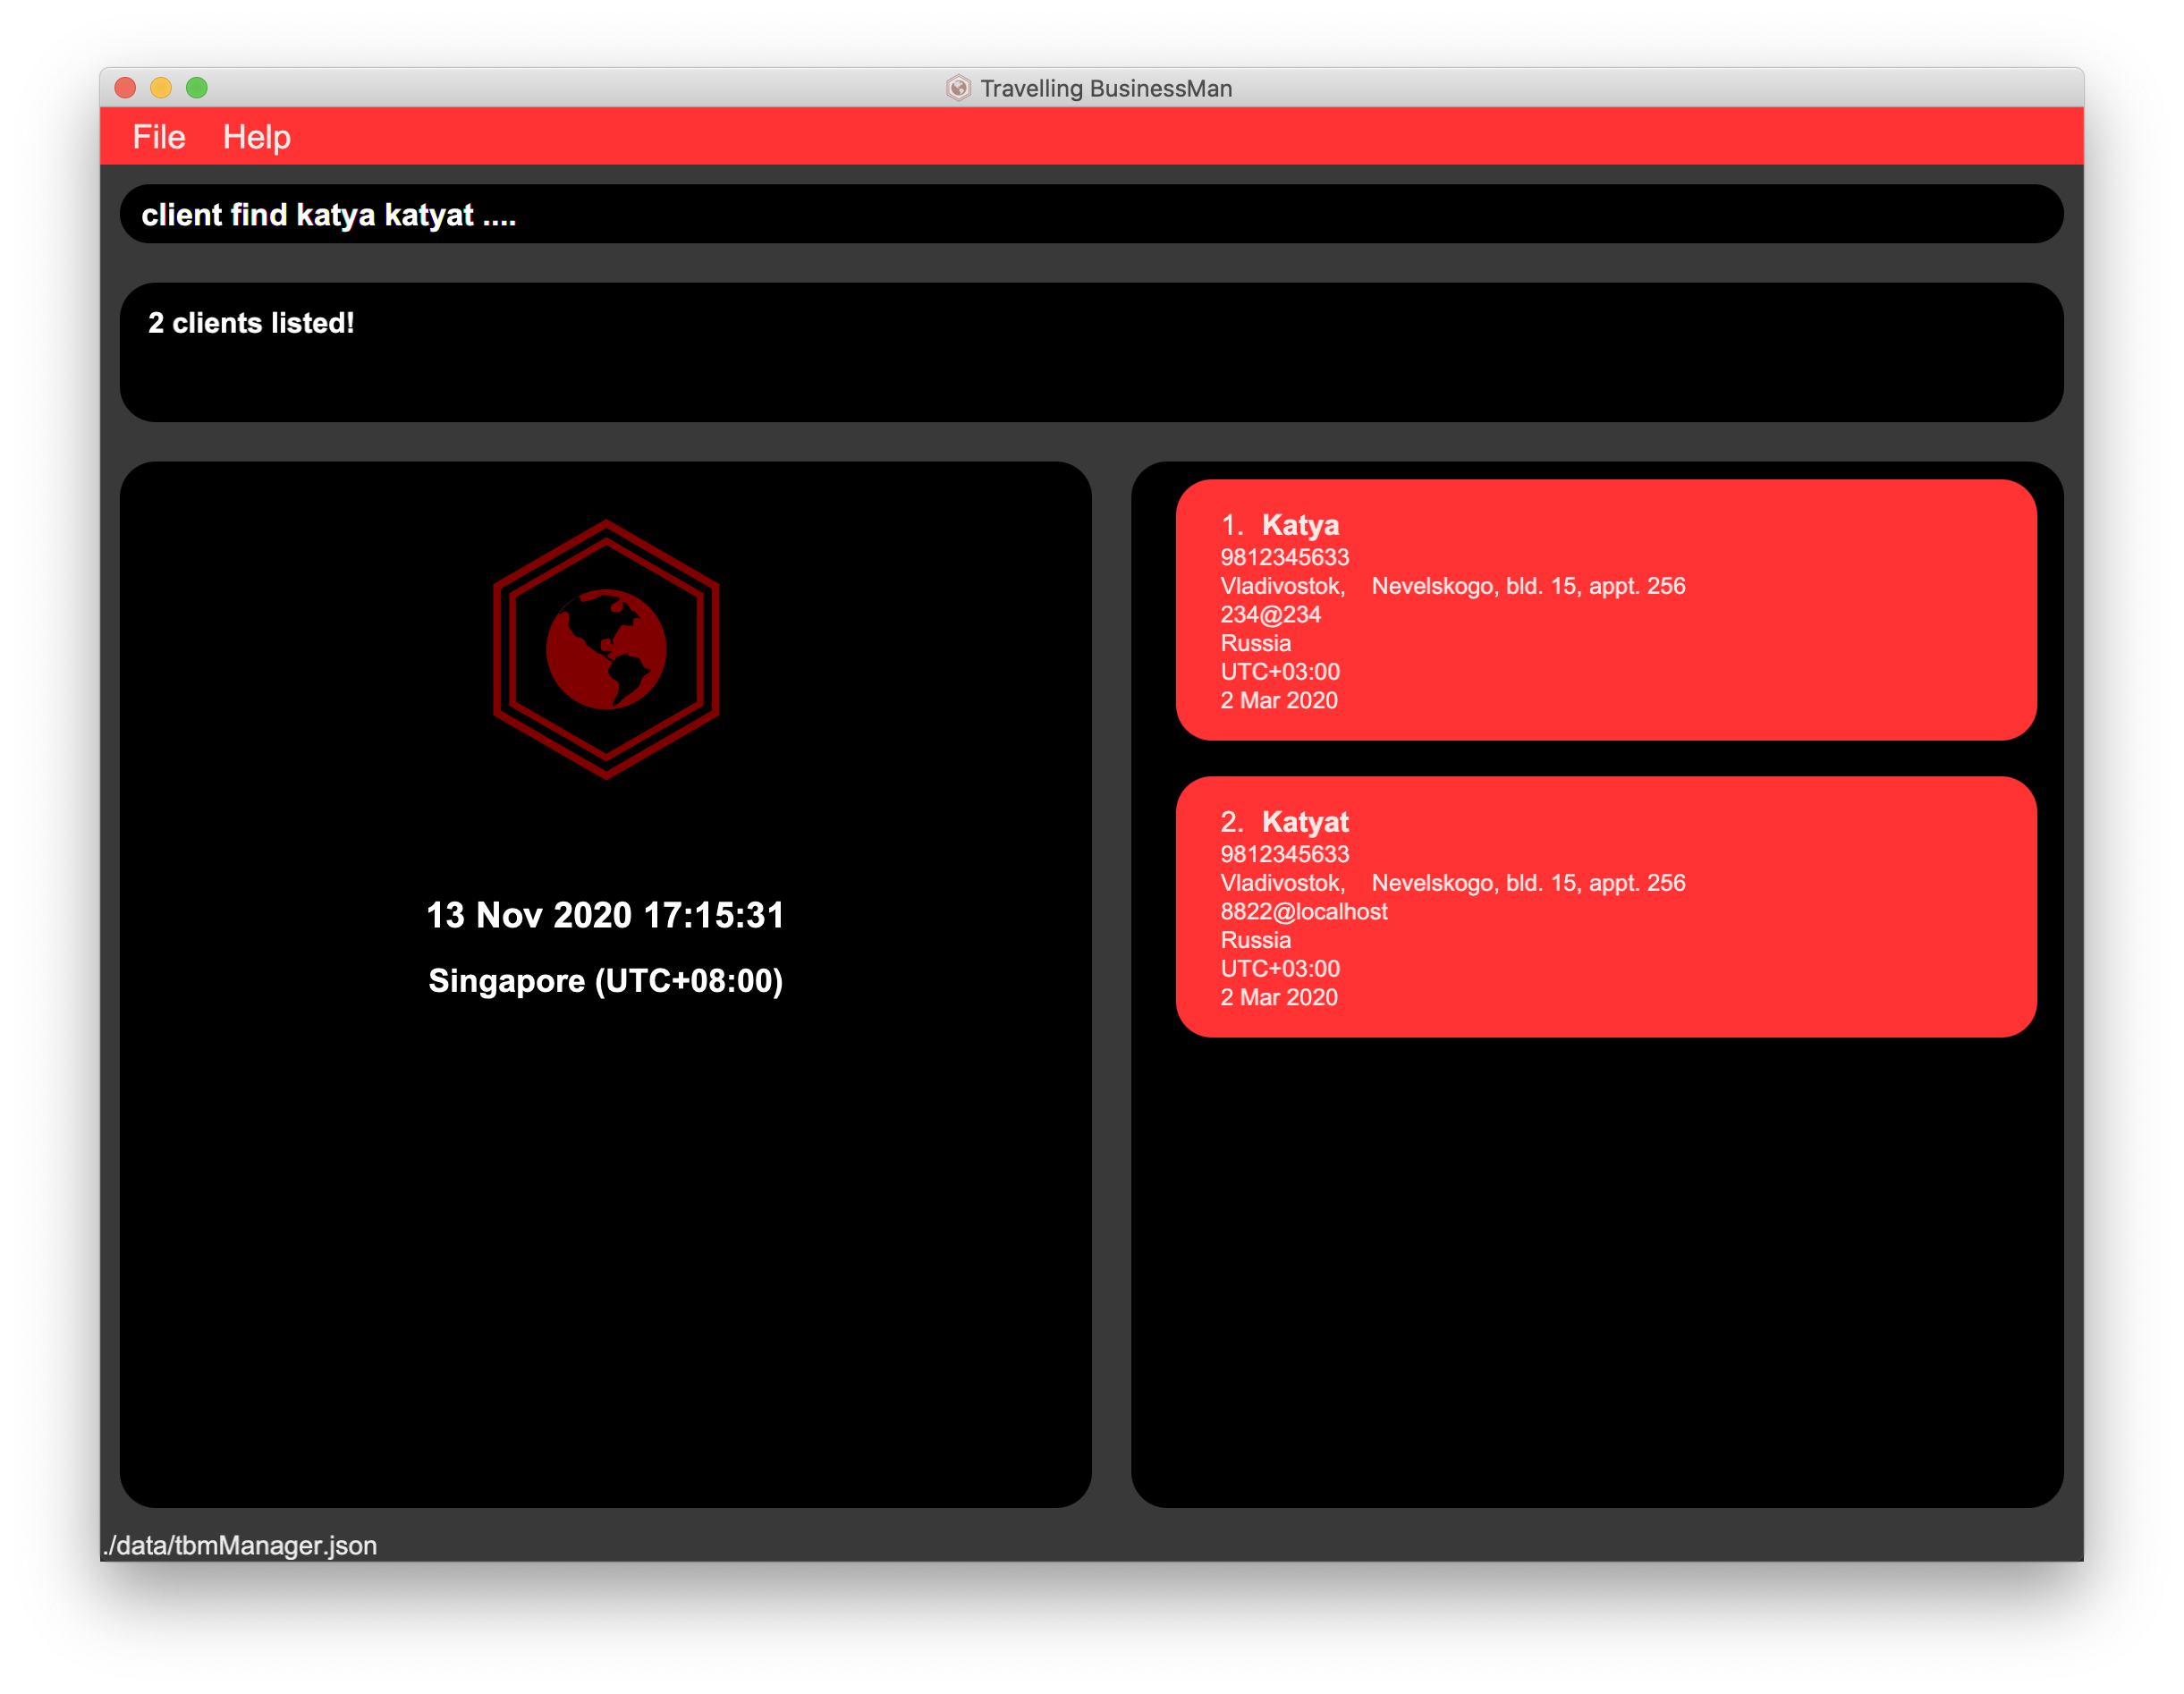 Travelling BusinessMan
File Help
client find katya katyat ....
2 clients listed!
13 Nov 2020 17:15:31
Singapore (UTC+08:00)
1. Katya
9812345633
Vladivostok, Nevelskogo, bld. 15, appt. 256
234@234
Russia
UTC+03:00
2 Mar 2020
2. Katyat
9812345633
Vladivostok, Nevelskogo, bld. 15, appt. 256
8822@localhost
Russia
UTC+03:00
2 Mar 2020
./data/tbmManager.json